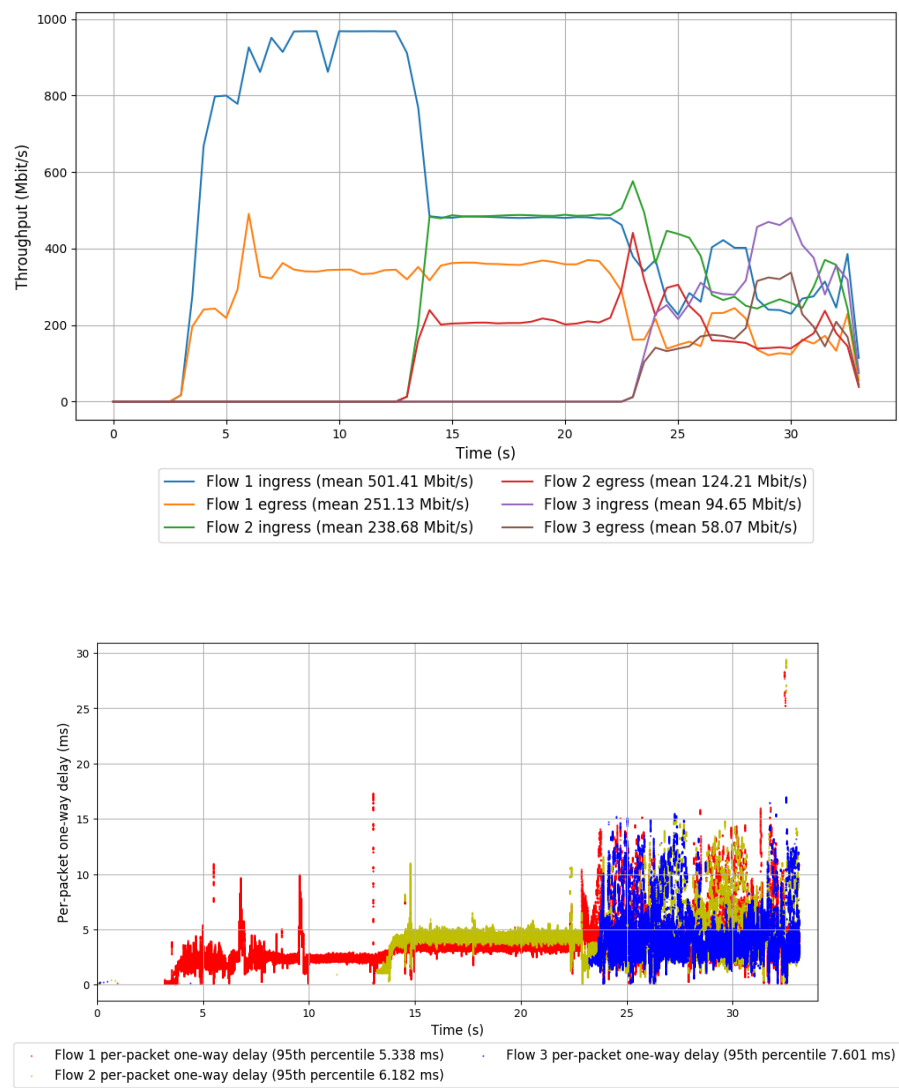 1000
800
600
400
200
0
Throughput (Mbit/s)
0 5 10 15 20 25 30
Time (s)
Flow 1 ingress (mean 501.41 Mbit/s)
Flow 1 egress (mean 251.13 Mbit/s)
Flow 2 ingress (mean 238.68 Mbit/s)
Flow 2 egress (mean 124.21 Mbit/s)
Flow 3 ingress (mean 94.65 Mbit/s)
Flow 3 egress (mean 58.07 Mbit/s)
30
25
20
15
10
5
0
Per-packet one-way delay (ms)
0 5 10 15 20 25 30
Time (s)
Flow 1 per-packet one-way delay (95th percentile 5.338 ms)
Flow 2 per-packet one-way delay (95th percentile 6.182 ms)
Flow 3 per-packet one-way delay (95th percentile 7.601 ms)